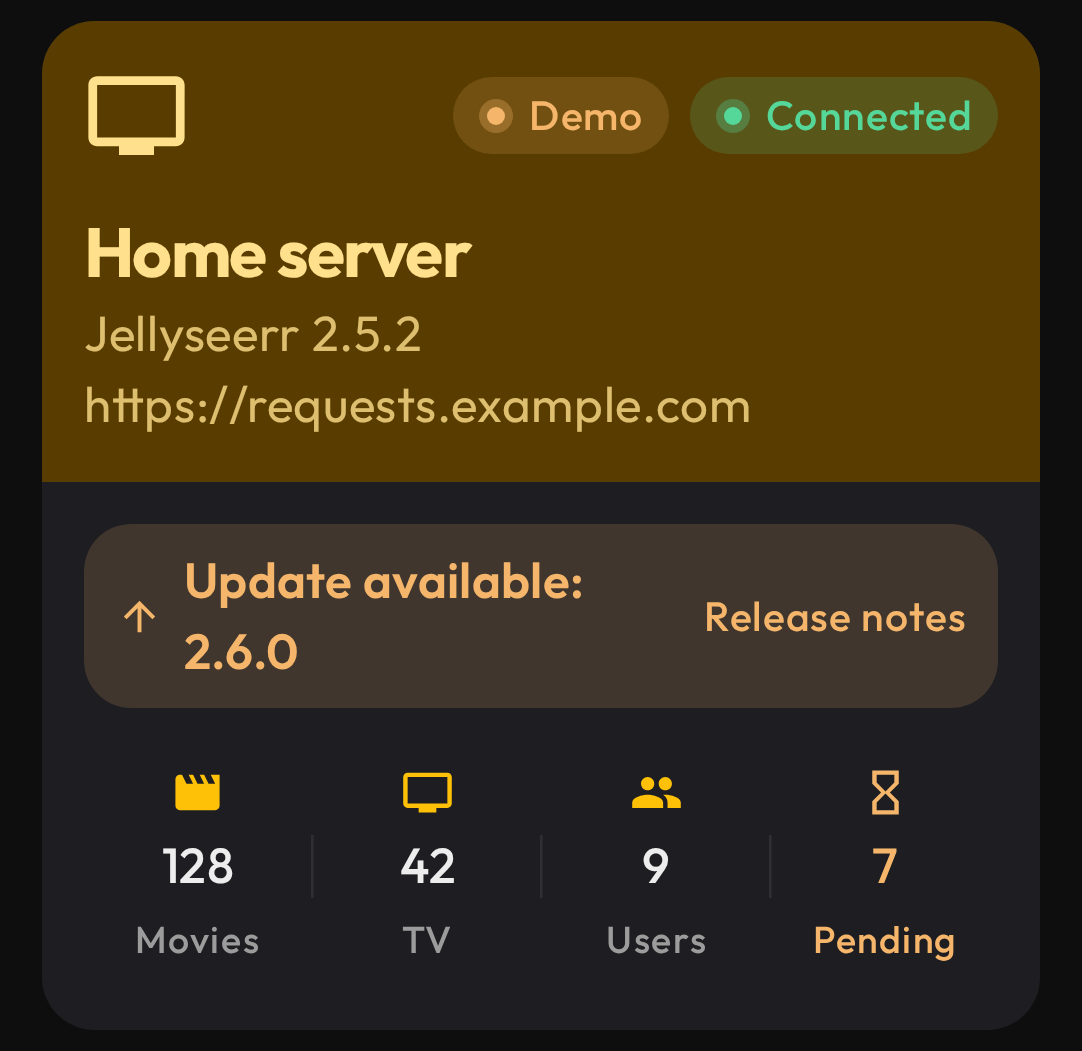 Demo
Connected
Home server
Jellyseerr 2.5.2
https://requests.example.com
Update available:
2.6.0
Release notes
128
42
9
7
Movies
TV
Users
Pending